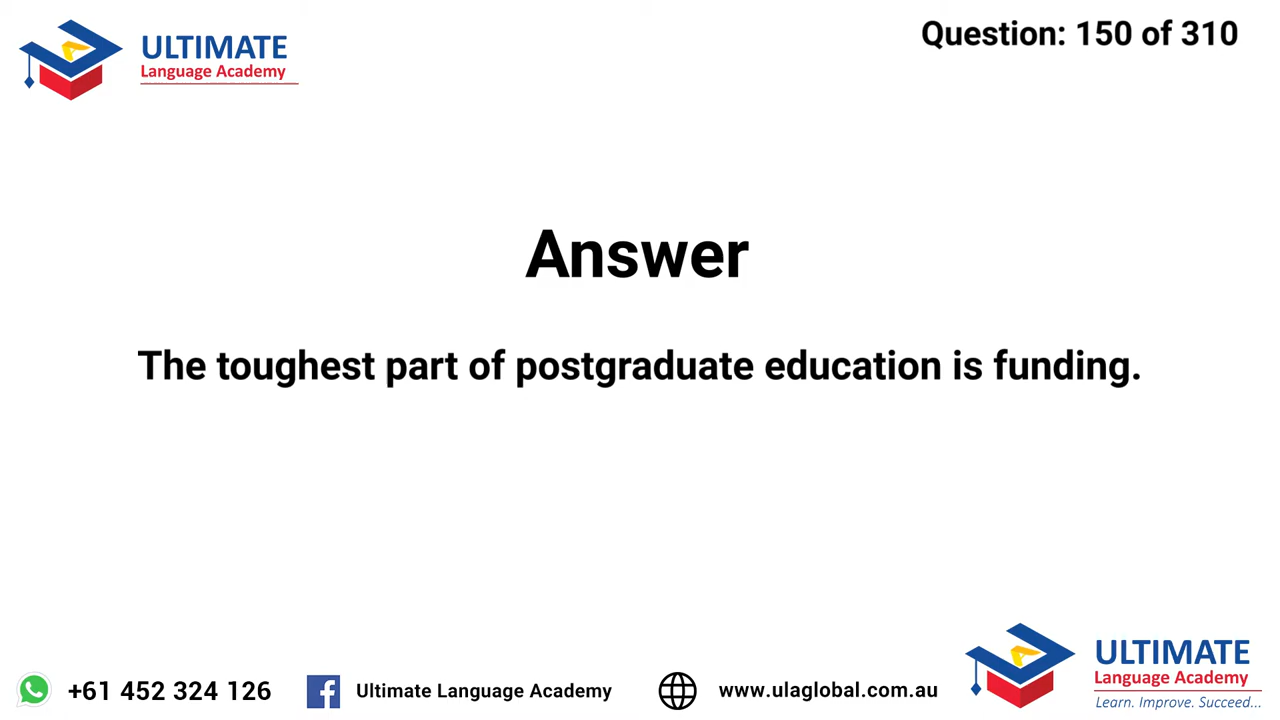 ULTIMATE
Language Academy
Question: 150 of 310
Answer
The toughest part of postgraduate education is funding.
+61 452 324 126
Ultimate Language Academy
www.ulaglobal.com.au
ULTIMATE
Language Academy
Learn. Improve. Succeed...